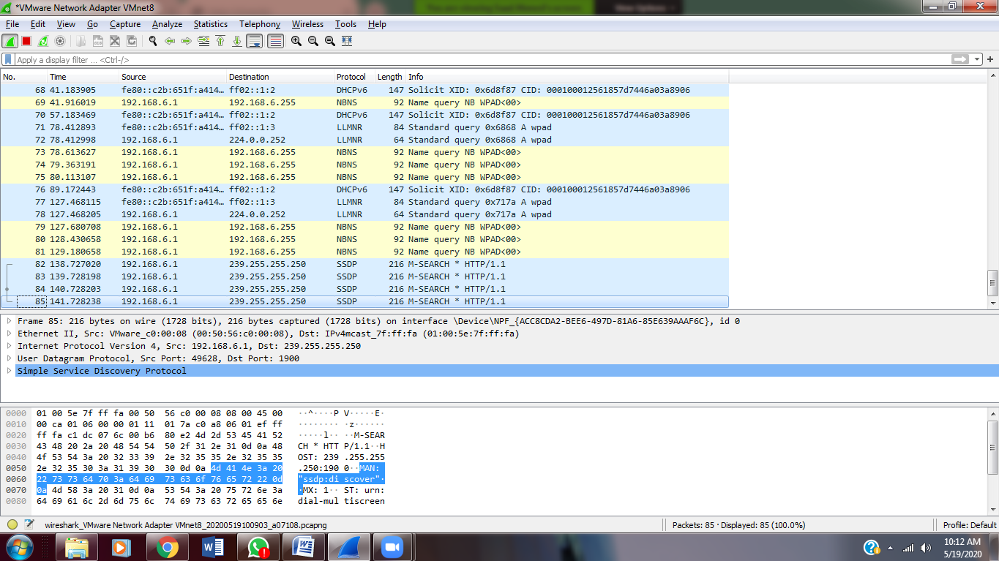 *VMware Network Adapter VMnet8
File Edit View Go Capture Analyze Statistics Telephony Wireless Tools Help
Apply a display filter ... <Ctrl-/>
No. Time Source Destination Protocol Length Info
68 41.183905 fe80::c2b:651f:a414… ff02::1:2 DHCPv6 147 Solicit XID: 0x6d8f87 CID: 000100012561857d7446a03a8906
69 41.916019 192.168.6.1 192.168.6.255 NBNS 92 Name query NB WPAD<00>
70 57.183469 fe80::c2b:651f:a414… ff02::1:2 DHCPv6 147 Solicit XID: 0x6d8f87 CID: 000100012561857d7446a03a8906
71 78.412893 fe80::c2b:651f:a414… ff02::1:3 LLMNR 84 Standard query 0x6868 A wpad
72 78.412998 192.168.6.1 224.0.0.252 LLMNR 64 Standard query 0x6868 A wpad
73 78.613627 192.168.6.1 192.168.6.255 NBNS 92 Name query NB WPAD<00>
74 79.363191 192.168.6.1 192.168.6.255 NBNS 92 Name query NB WPAD<00>
75 80.113107 192.168.6.1 192.168.6.255 NBNS 92 Name query NB WPAD<00>
76 89.172443 fe80::c2b:651f:a414… ff02::1:2 DHCPv6 147 Solicit XID: 0x6d8f87 CID: 000100012561857d7446a03a8906
77 127.468115 fe80::c2b:651f:a414… ff02::1:3 LLMNR 84 Standard query 0x717a A wpad
78 127.468205 192.168.6.1 224.0.0.252 LLMNR 64 Standard query 0x717a A wpad
79 127.680708 192.168.6.1 192.168.6.255 NBNS 92 Name query NB WPAD<00>
80 128.430658 192.168.6.1 192.168.6.255 NBNS 92 Name query NB WPAD<00>
81 129.180658 192.168.6.1 192.168.6.255 NBNS 92 Name query NB WPAD<00>
82 138.727020 192.168.6.1 239.255.255.250 SSDP 216 M-SEARCH * HTTP/1.1
83 139.728198 192.168.6.1 239.255.255.250 SSDP 216 M-SEARCH * HTTP/1.1
84 140.728203 192.168.6.1 239.255.255.250 SSDP 216 M-SEARCH * HTTP/1.1
85 141.728238 192.168.6.1 239.255.255.250 SSDP 216 M-SEARCH * HTTP/1.1
Frame 85: 216 bytes on wire (1728 bits), 216 bytes captured (1728 bits) on interface \Device\NPF_{ACC8CDA2-BEE6-497D-81A6-85E639AAAF6C}, id 0
Ethernet II, Src: VMware_c0:00:08 (00:50:56:c0:00:08), Dst: IPv4mcast_7f:ff:fa (01:00:5e:7f:ff:fa)
Internet Protocol Version 4, Src: 192.168.6.1, Dst: 239.255.255.250
User Datagram Protocol, Src Port: 49628, Dst Port: 1900
Simple Service Discovery Protocol
0000 01 00 5e 7f ff fa 00 50 56 c0 00 08 08 00 45 00 ··^····P V·····E·
0010 00 ca 01 06 00 00 01 11 01 7a c0 a8 06 01 ef ff ········ ·z······
0020 ff fa c1 dc 07 6c 00 b6 80 e2 4d 2d 53 45 41 52 ·····l·· ··M-SEAR
0030 43 48 20 2a 20 48 54 54 50 2f 31 2e 31 0d 0a 48 CH * HTT P/1.1··H
0040 4f 53 54 3a 20 32 33 39 2e 32 35 35 2e 32 35 35 OST: 239 .255.255
0050 2e 32 35 30 3a 31 39 30 30 0d 0a 4d 41 4e 3a 20 .250:190 0··MAN:
0060 22 73 73 64 70 3a 64 69 73 63 6f 76 65 72 22 0d "ssdp:di scover"·
0070 0a 4d 58 3a 20 31 0d 0a 53 54 3a 20 75 72 6e 3a ·MX: 1·· ST: urn:
0080 64 69 61 6c 2d 6d 75 6c 74 69 73 63 72 65 65 6e dial-mul tiscreen
wireshark_VMware Network Adapter VMnet8_20200519100903_a07108.pcapng Packets: 85 · Displayed: 85 (100.0%) Profile: Default
10:12 AM
5/19/2020